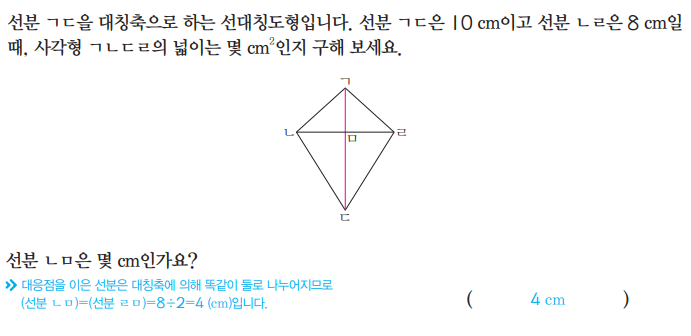 선분 ㄱㄷ을 대칭축으로 하는 선대칭도형입니다. 선분 ㄱㄷ은 10 cm이고 선분 ㄴㄹ은 8 cm일
때, 사각형 ㄱㄴㄷㄹ의 넓이는 몇 cm²인지 구해 보세요.
ㄱ
ㄴ
ㄹ
ㅁ
ㄷ
선분 ㄴㅁ은 몇 cm인가요?
대응점을 이은 선분은 대칭축에 의해 똑같이 둘로 나누어지므로
(선분 ㄴㅁ)=(선분 ㄹㅁ)=8÷2=4 (cm)입니다.
( 4 cm )